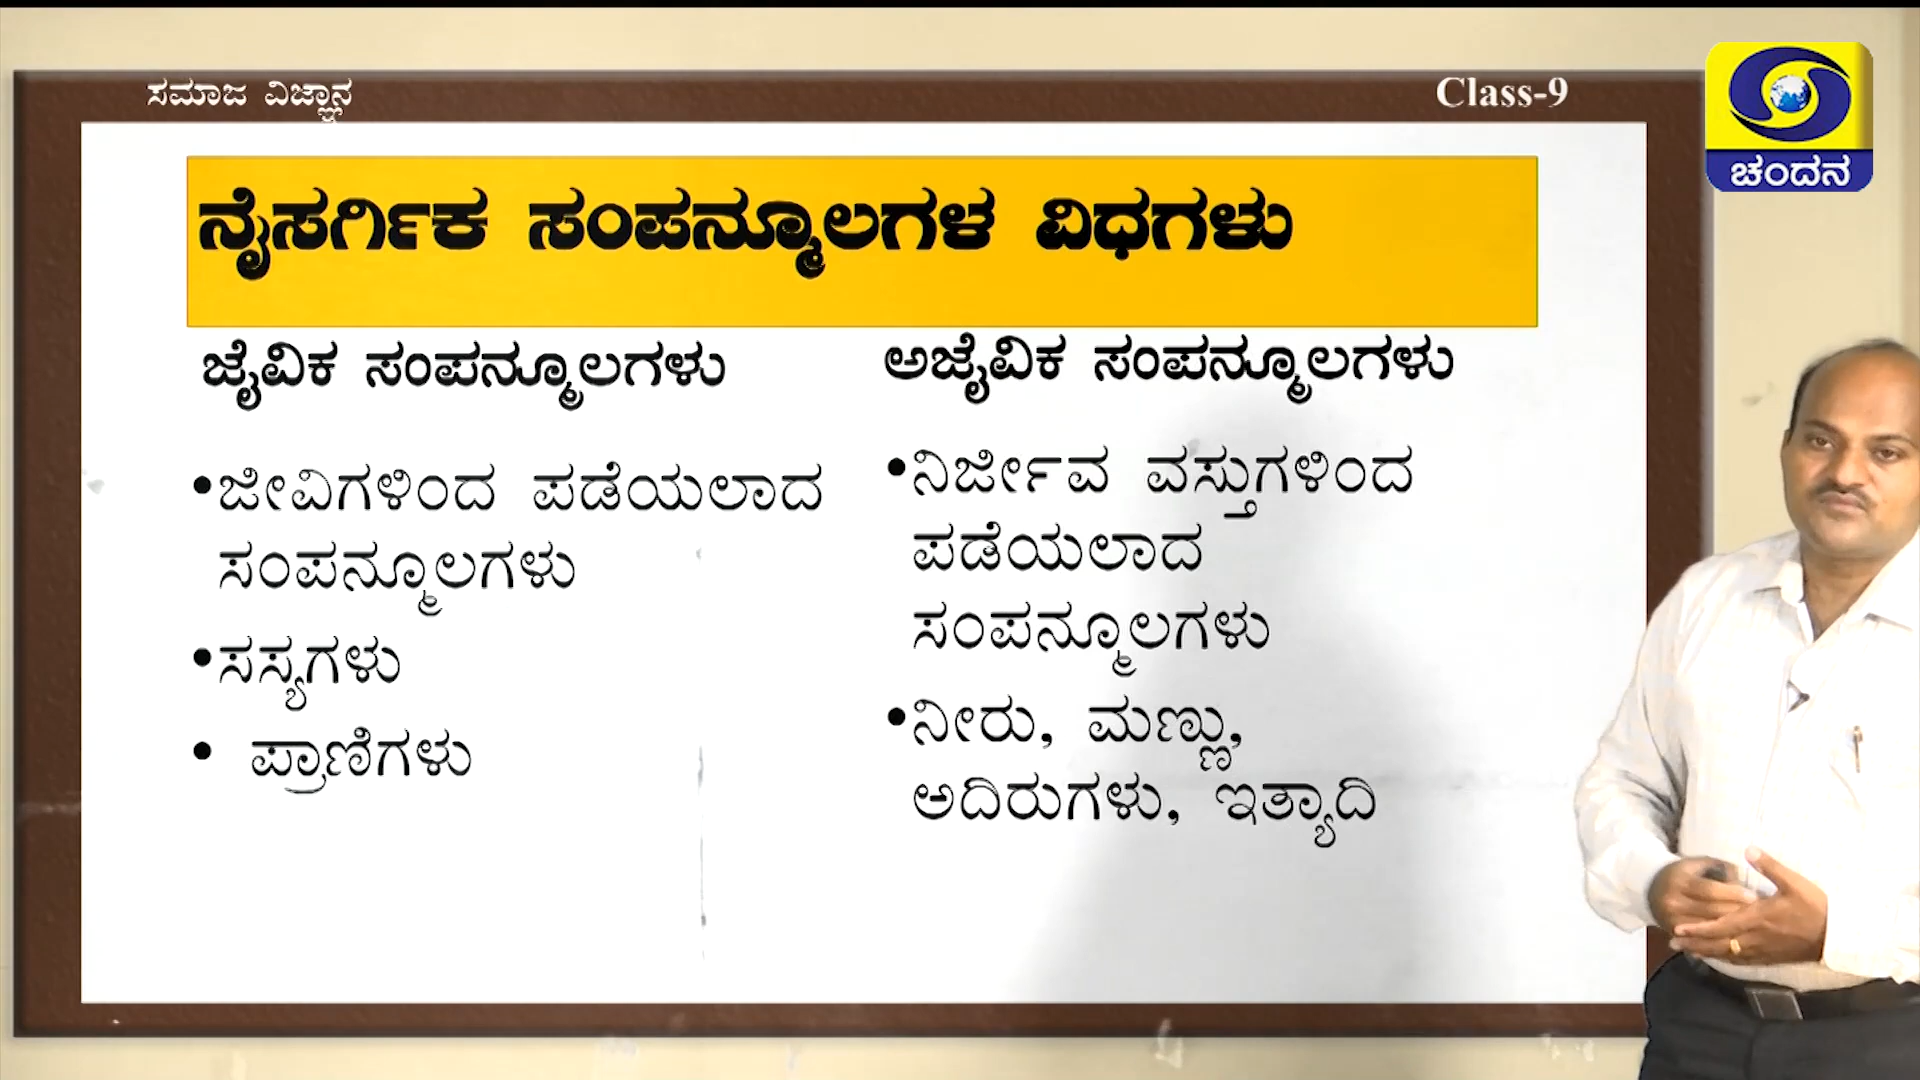 ಸಮಾಜ ವಿಜ್ಞಾನ
Class-9
ಚಂದನ
ನೈಸರ್ಗಿಕ ಸಂಪನ್ಮೂಲಗಳ ವಿಧಗಳು
ಜೈವಿಕ ಸಂಪನ್ಮೂಲಗಳು
•ಜೀವಿಗಳಿಂದ ಪಡೆಯಲಾದ
ಸಂಪನ್ಮೂಲಗಳು
•ಸಸ್ಯಗಳು
• ಪ್ರಾಣಿಗಳು
ಅಜೈವಿಕ ಸಂಪನ್ಮೂಲಗಳು
•ನಿರ್ಜೀವ ವಸ್ತುಗಳಿಂದ
ಪಡೆಯಲಾದ
ಸಂಪನ್ಮೂಲಗಳು
•ನೀರು, ಮಣ್ಣು,
ಅದಿರುಗಳು, ಇತ್ಯಾದಿ